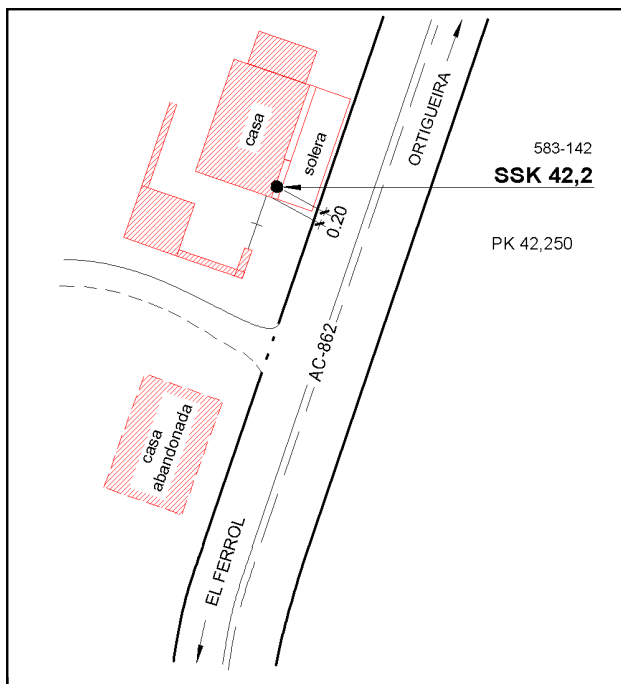 ORTIGUEIRA
casa
solera
583-142
SSK 42,2
0.20
PK 42,250
AC-862
casa
abandonada
EL FERROL